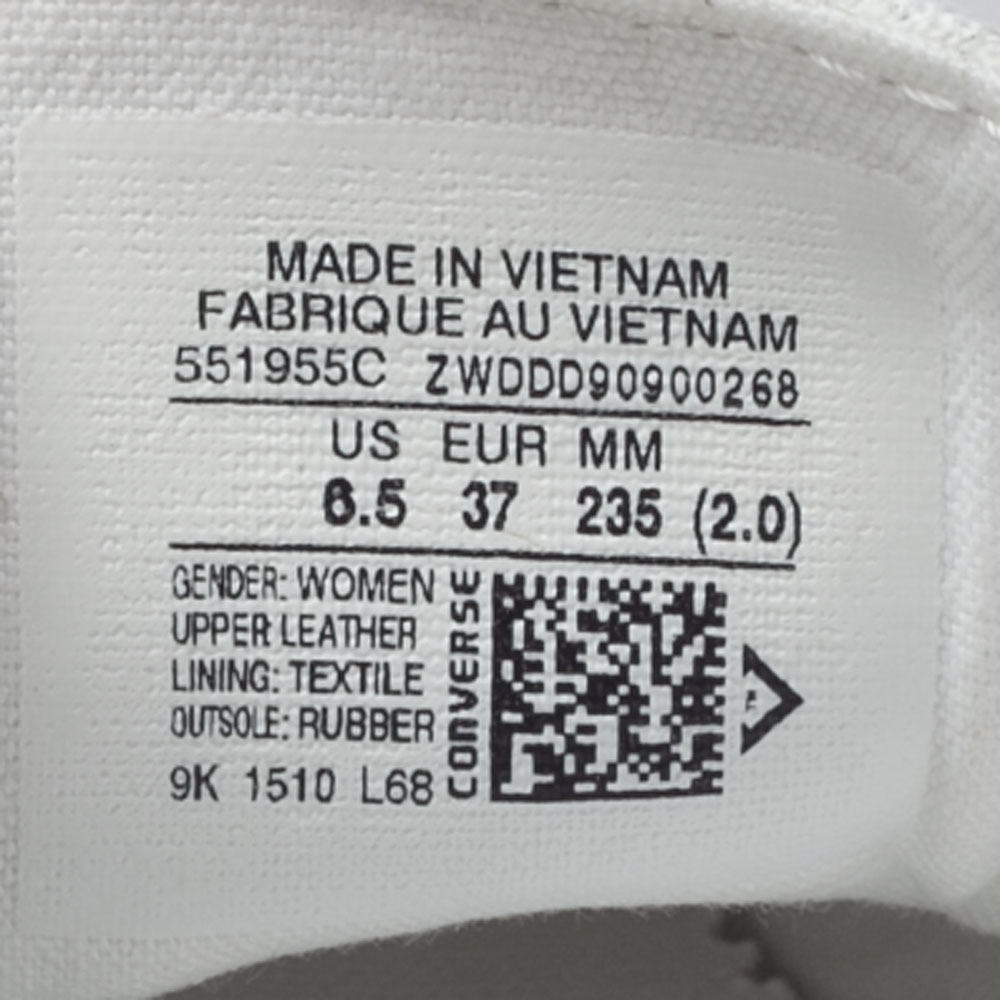 MADE IN VIETNAM
FABRIQUE AU VIETNAM
551955C ZWDDD90900268
US EUR MM
6.5 37 235 (2.0)
GENDER: WOMEN
UPPER LEATHER
LINING: TEXTILE
OUTSOLE: RUBBER
9K 1510 L68
CONVERSE